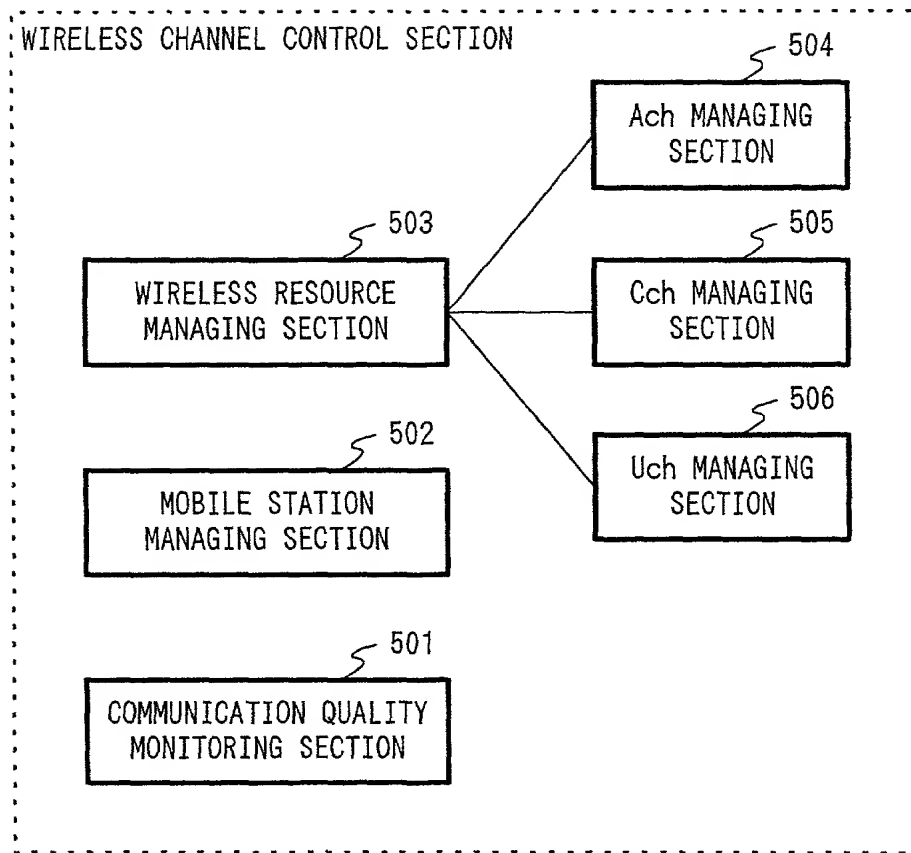 WIRELESS CHANNEL CONTROL SECTION
504
Ach MANAGING
SECTION
503
WIRELESS RESOURCE
MANAGING SECTION
505
Cch MANAGING
SECTION
506
Uch MANAGING
SECTION
502
MOBILE STATION
MANAGING SECTION
501
COMMUNICATION QUALITY
MONITORING SECTION